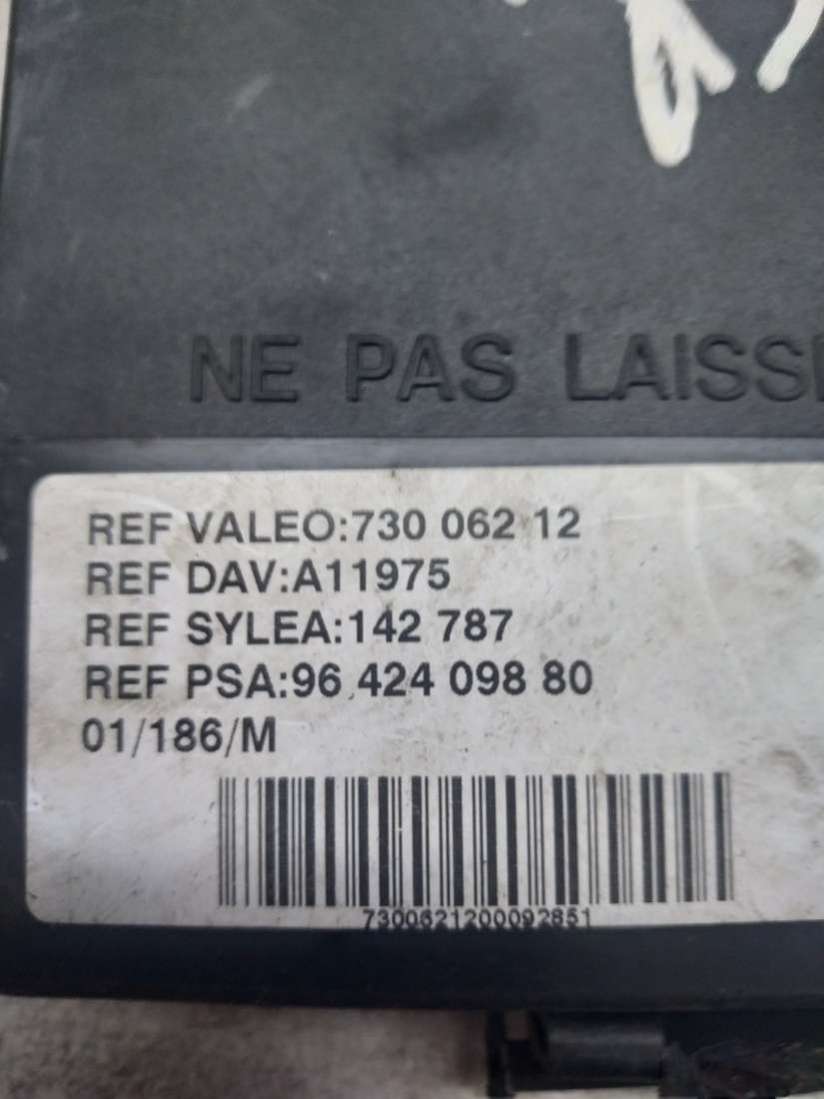 NE PAS
REF VALEO:730 062 12
REF DAV:A11975
REF SYLEA:142 787
REF PSA:96 424 098 80
01/186/M
7300621200092851